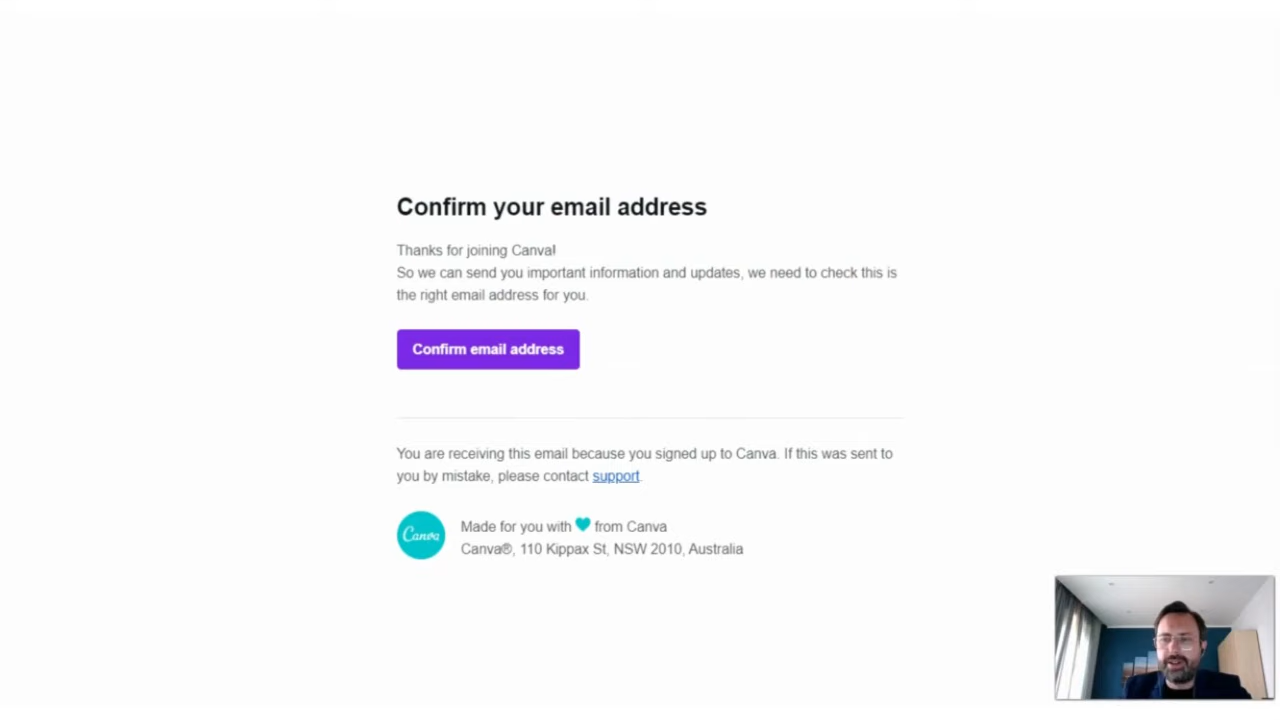 Confirm your email address
Thanks for joining Canva!
So we can send you important information and updates, we need to check this is
the right email address for you.
Confirm email address
You are receiving this email because you signed up to Canva. If this was sent to
you by mistake, please contact support.
Canva
Made for you with from Canva
Canva®, 110 Kippax St, NSW 2010, Australia